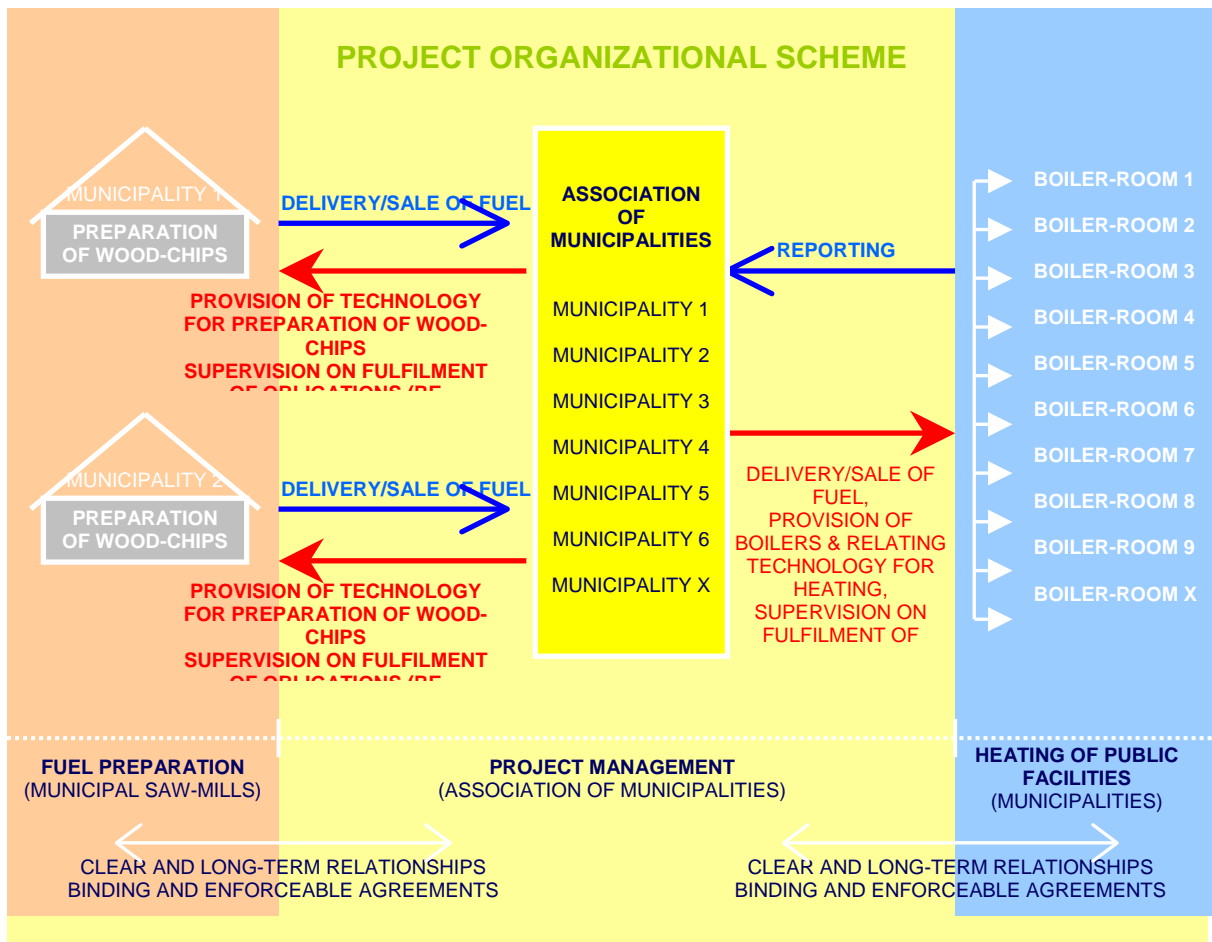 PROJECT ORGANIZATIONAL SCHEME
MUNICIPALITY 1
PREPARATION
OF WOOD-CHIPS
DELIVERY/SALE OF FUEL
PROVISION OF TECHNOLOGY
FOR PREPARATION OF WOOD-
CHIPS
SUPERVISION ON FULFILMENT
OF OBLIGATIONS (RE
MUNICIPALITY 2
PREPARATION
OF WOOD-CHIPS
DELIVERY/SALE OF FUEL
PROVISION OF TECHNOLOGY
FOR PREPARATION OF WOOD-
CHIPS
SUPERVISION ON FULFILMENT
OF OBLIGATIONS (RE
ASSOCIATION
OF
MUNICIPALITIES
MUNICIPALITY 1
MUNICIPALITY 2
MUNICIPALITY 3
MUNICIPALITY 4
MUNICIPALITY 5
MUNICIPALITY 6
MUNICIPALITY X
REPORTING
DELIVERY/SALE OF
FUEL,
PROVISION OF
BOILERS & RELATING
TECHNOLOGY FOR
HEATING,
SUPERVISION ON
FULFILMENT OF
BOILER-ROOM 1
BOILER-ROOM 2
BOILER-ROOM 3
BOILER-ROOM 4
BOILER-ROOM 5
BOILER-ROOM 6
BOILER-ROOM 7
BOILER-ROOM 8
BOILER-ROOM 9
BOILER-ROOM X
FUEL PREPARATION
(MUNICIPAL SAW-MILLS)
PROJECT MANAGEMENT
(ASSOCIATION OF MUNICIPALITIES)
HEATING OF PUBLIC
FACILITIES
(MUNICIPALITIES)
CLEAR AND LONG-TERM RELATIONSHIPS
BINDING AND ENFORCEABLE AGREEMENTS
CLEAR AND LONG-TERM RELATIONSHIPS
BINDING AND ENFORCEABLE AGREEMENTS